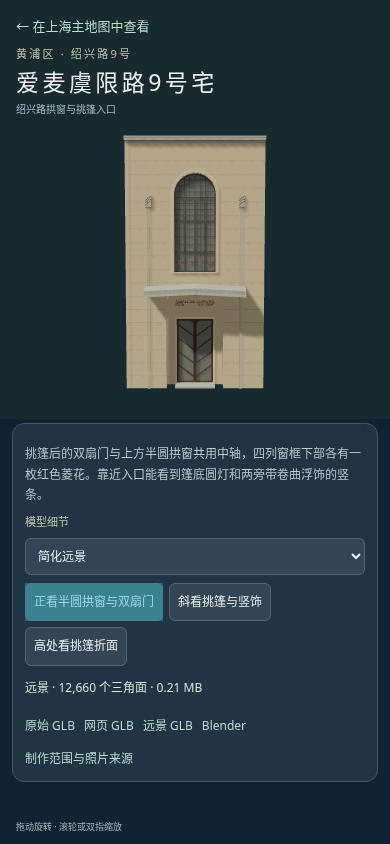 ← 在上海主地图中查看
黄浦区 · 绍兴路9号
爱麦虞限路9号宅
绍兴路拱窗与挑篷入口
挑篷后的双扇门与上方半圆拱窗共用中轴，四列窗框下部各有一
枚红色菱花。靠近入口能看到篷底圆灯和两旁带卷曲浮饰的竖
条。
模型细节
简化远景
正看半圆拱窗与双扇门
斜看挑篷与竖饰
高处看挑篷折面
远景 · 12,660 个三角面 · 0.21 MB
原始 GLB 网页 GLB 远景 GLB Blender
制作范围与照片来源
拖动旋转 · 滚轮或双指缩放